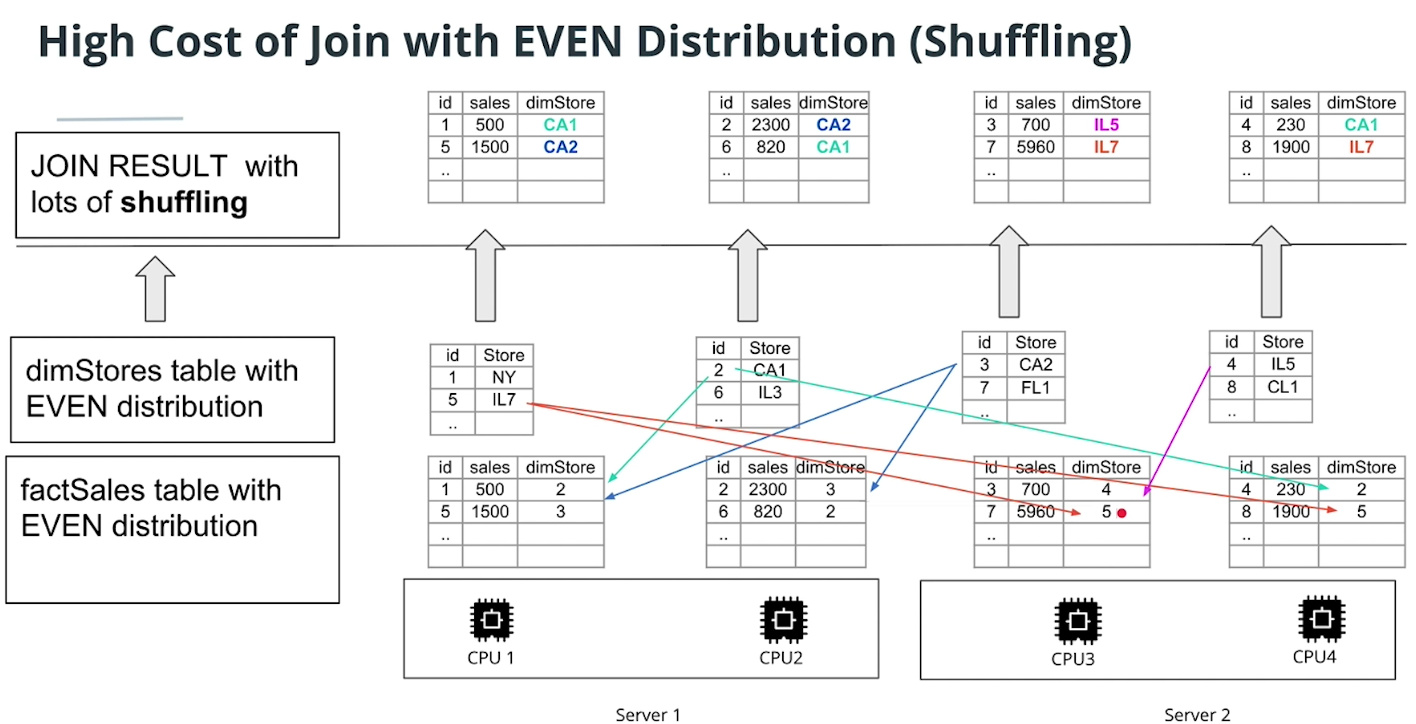 High Cost of Join with EVEN Distribution (Shuffling)
id sales dimStore
1 500 CA1
5 1500 CA2
..
id sales dimStore
2 2300 CA2
6 820 CA1
..
id sales dimStore
3 700 IL5
7 5960 IL7
..
id sales dimStore
4 230 CA1
8 1900 IL7
..
JOIN RESULT with
lots of shuffling
dimStores table with
EVEN distribution
id Store
1 NY
5 IL7
..
id Store
2 CA1
6 IL3
..
id Store
3 CA2
7 FL1
..
id Store
4 IL5
8 CL1
..
factSales table with
EVEN distribution
id sales dimStore
1 500 2
5 1500 3
..
id sales dimStore
2 2300 3
6 820 2
..
id sales dimStore
3 700 4
7 5960 5
..
id sales dimStore
4 230 2
8 1900 5
..
CPU 1
CPU2
CPU3
CPU4
Server 1
Server 2